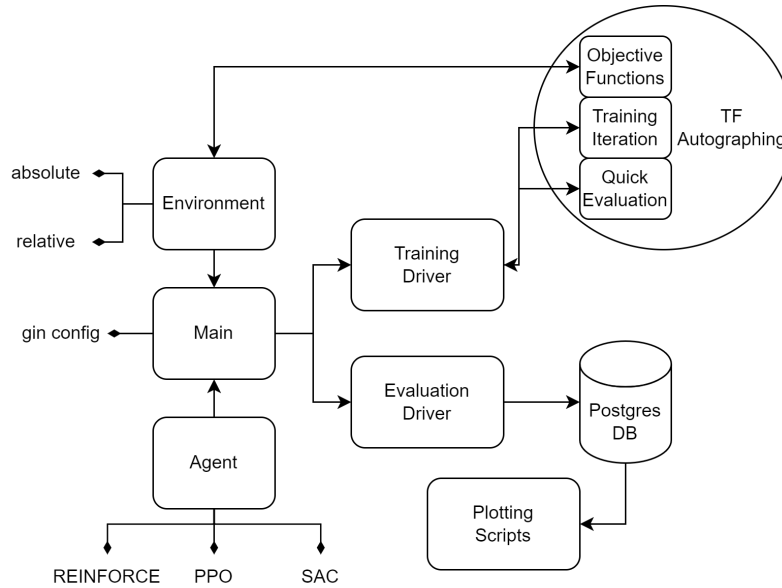 Objective
Functions
Training
Iteration
TF
Autographing
Quick
Evaluation
absolute
relative
Environment
Training
Driver
gin config
Main
Evaluation
Driver
Postgres
DB
Agent
Plotting
Scripts
REINFORCE
PPO
SAC